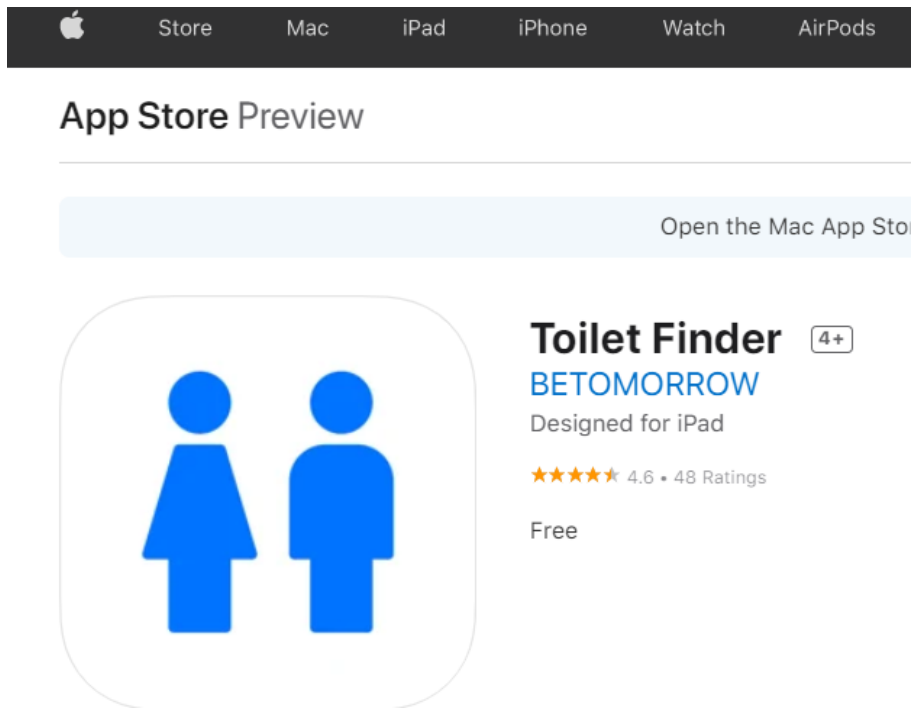 Store Mac iPad iPhone Watch AirPods
App Store Preview
Open the Mac App
Toilet Finder 4+
BETOMORROW
Designed for iPad
4.6 • 48 Ratings
Free